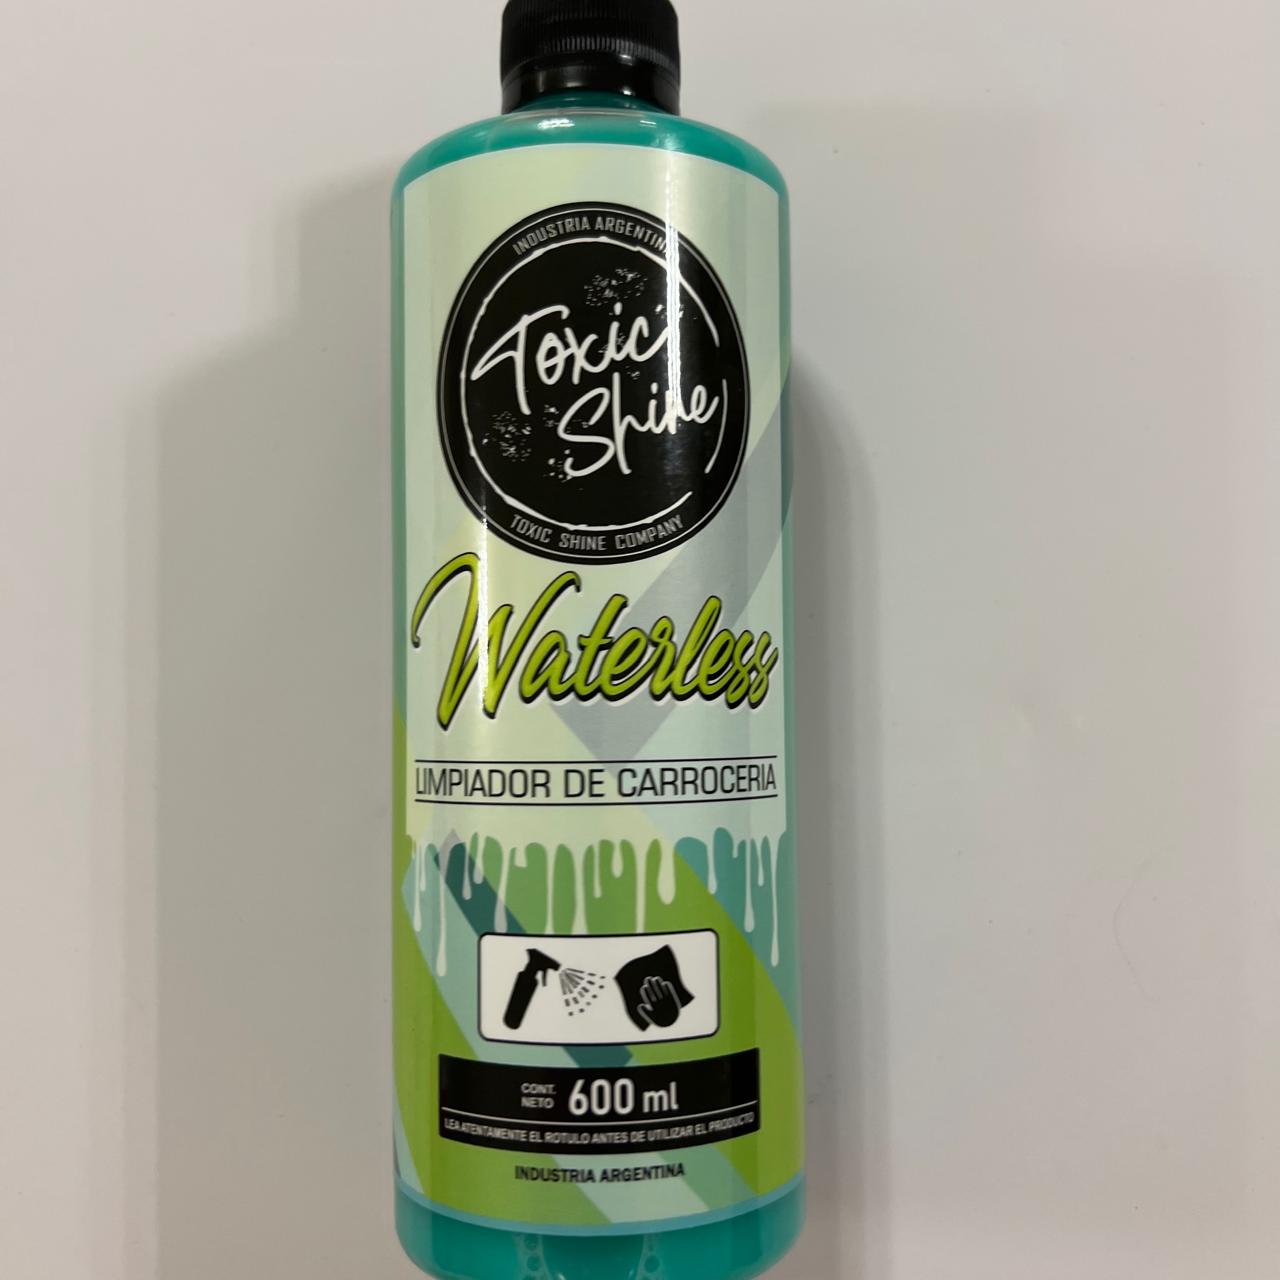 INDUSTRIA ARGENTINA
Toxic
Shine
TOXIC SHINE COMPANY
Waterless
LIMPIADOR DE CARROCERIA
CONT.
NETO
600 ml
LEA ATENTAMENTE EL ROTULO ANTES DE UTILIZAR EL PRODUCTO
INDUSTRIA ARGENTINA